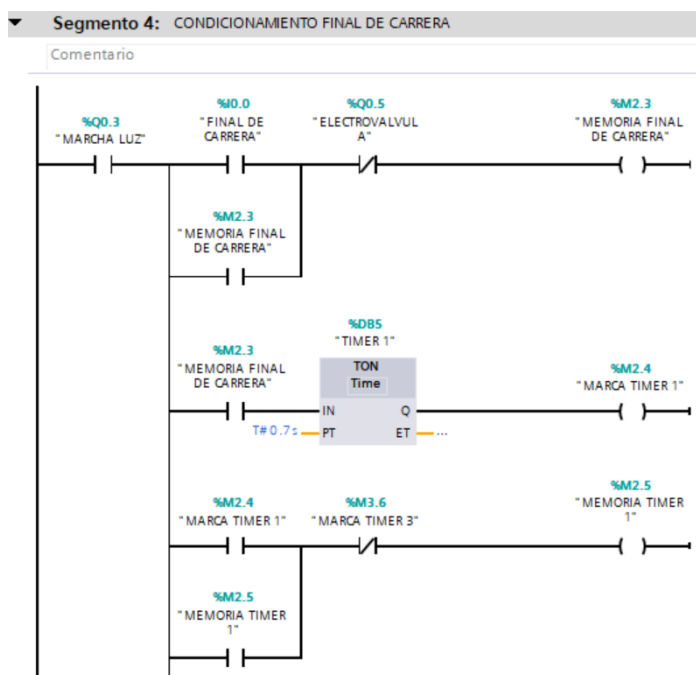 Segmento 4: CONDICIONAMIENTO FINAL DE CARRERA
Comentario
%Q0.3
"MARCHA LUZ"
%I0.0
"FINAL DE
CARRERA"
%Q0.5
"ELECTROVALVUL
A"
%M2.3
"MEMORIA FINAL
DE CARRERA"
%M2.3
"MEMORIA FINAL
DE CARRERA"
%M2.3
"MEMORIA FINAL
DE CARRERA"
%DB5
"TIMER 1"
TON
Time
IN
Q
T#0.7s
PT
ET
...
%M2.4
"MARCA TIMER 1"
%M2.4
"MARCA TIMER 1"
%M3.6
"MARCA TIMER 3"
%M2.5
"MEMORIA TIMER
1"
%M2.5
"MEMORIA TIMER
1"